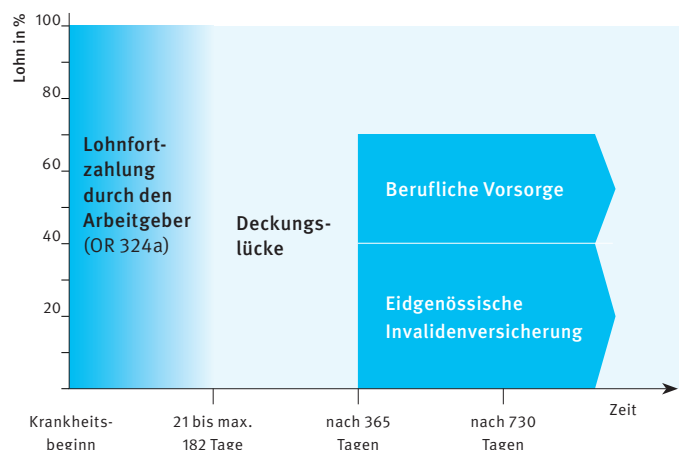 Lohn in %
100
80
60
40
20
Lohnfort-
zahlung
durch den
Arbeitgeber
(OR 324a)
Deckungs-
lücke
Berufliche Vorsorge
Eidgenössische
Invalidenversicherung
Krankheits-
beginn
21 bis max.
182 Tage
nach 365
Tagen
nach 730
Tagen
Zeit